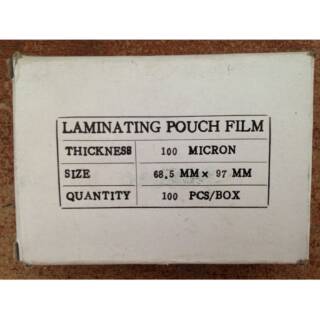 LAMINATING POUCH FILM
THICKNESS 100 MICRON
SIZE 68.5 MM× 97 MM
QUANTITY 100 PCS/BOX